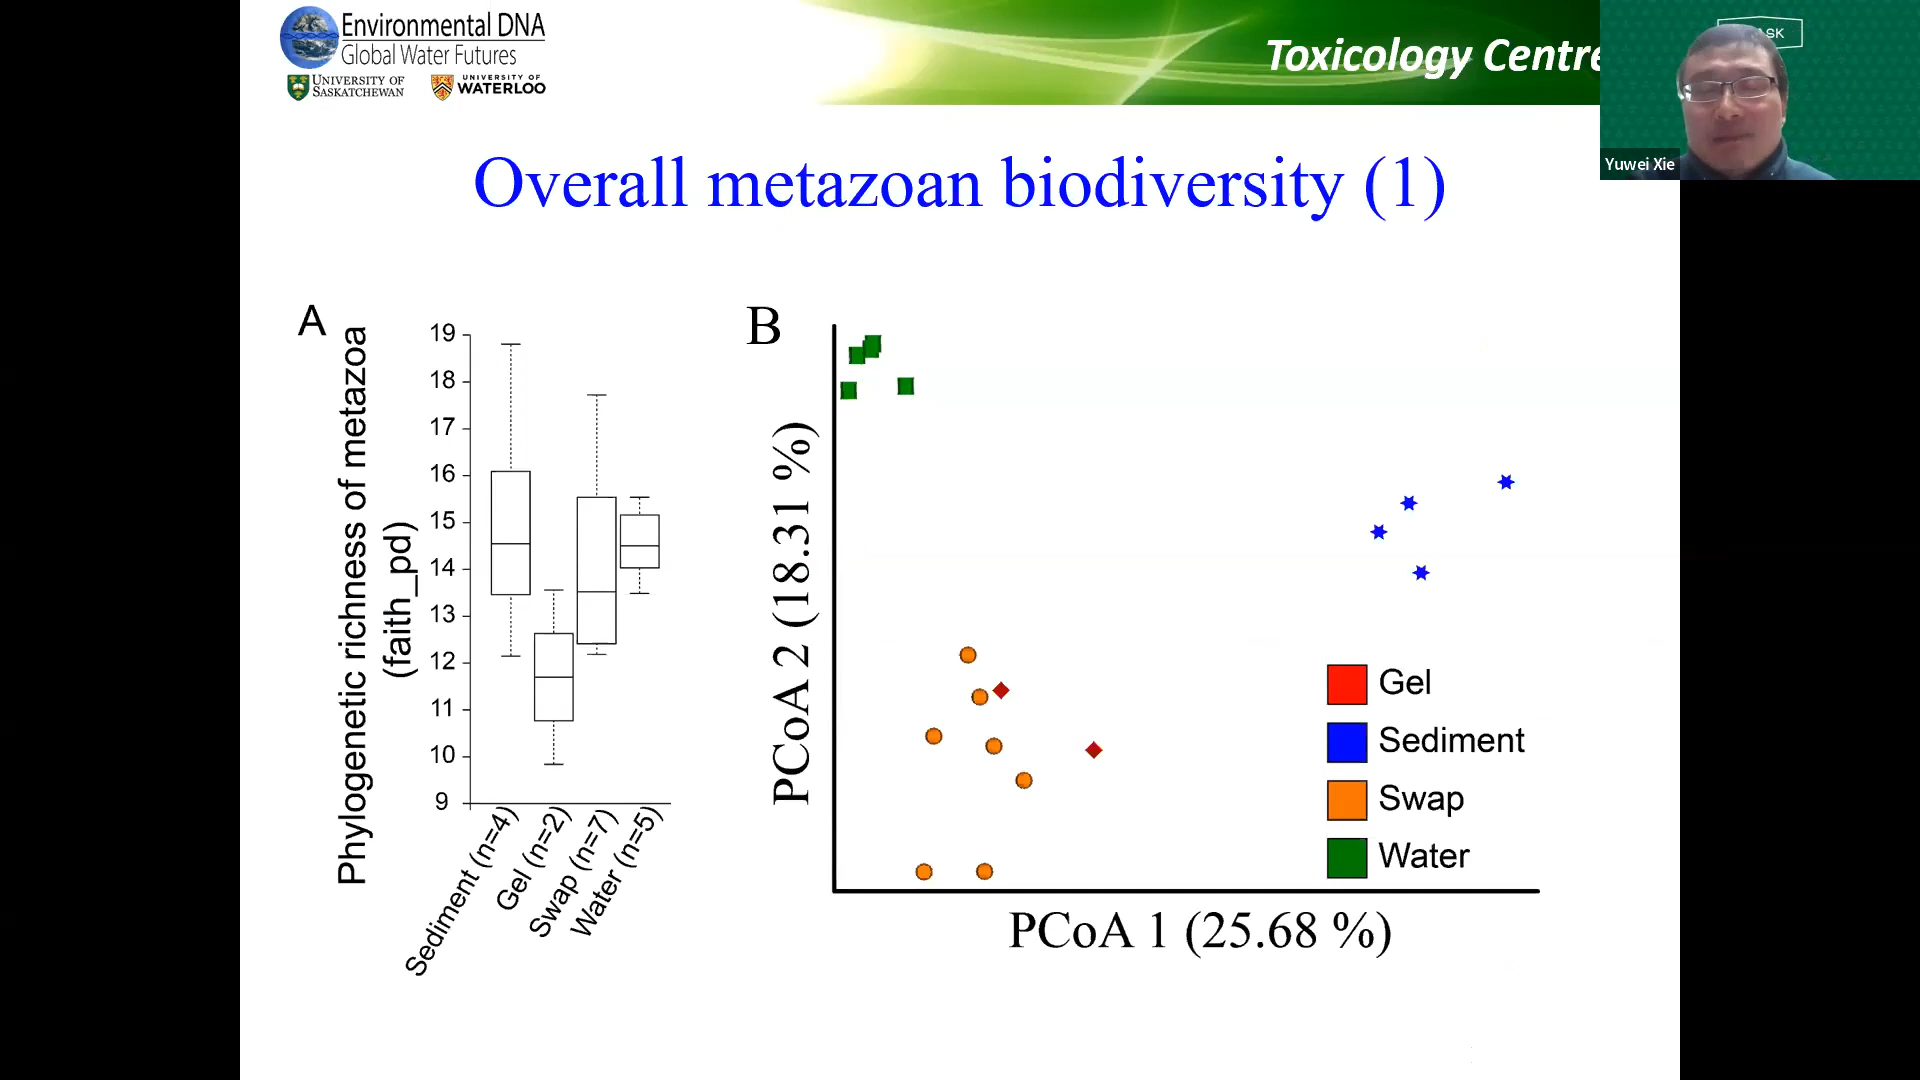 Environmental DNA
Global Water Futures
UNIVERSITY OF
SASKATCHEWAN
UNIVERSITY OF
WATERLOO
Toxicology Centre
ASK
Yuwei Xie
Overall metazoan biodiversity (1)
A
Phylogenetic richness of metazoa
(faith_pd)
19
18
17
16
15
14
13
12
11
10
9
Sediment (n=4)
Gel (n=2)
Swap (n=7)
Water (n=5)
B
PCoA 2 (18.31 %)
PCoA 1 (25.68 %)
Gel
Sediment
Swap
Water